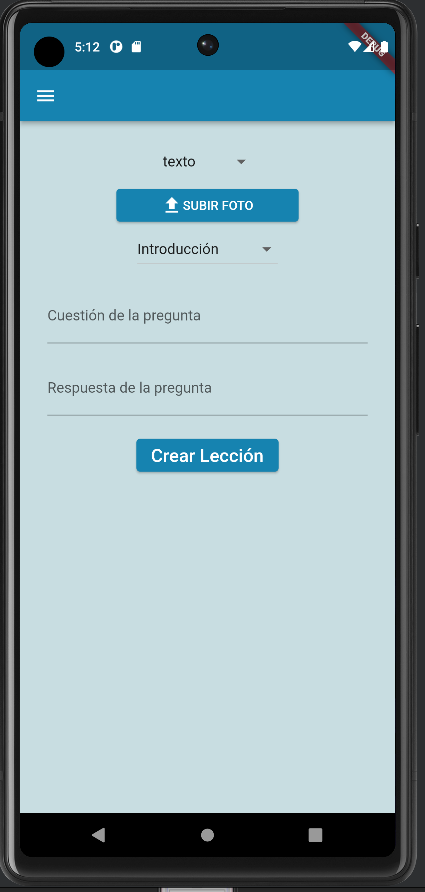 5:12
DEBUG
texto
SUBIR FOTO
Introducción
Cuestión de la pregunta
Respuesta de la pregunta
Crear Lección